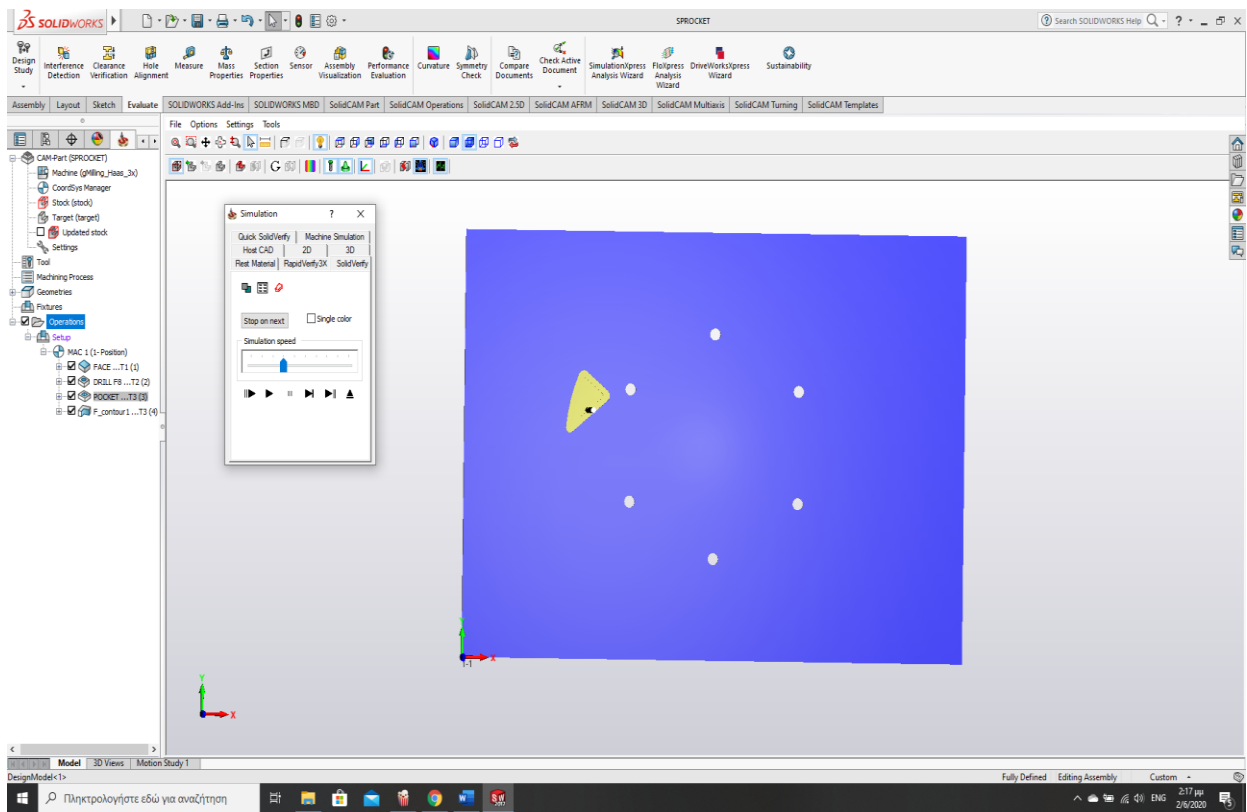 SOLIDWORKS
SPROCKET
Search SOLIDWORKS Help
Design Study
Interference Detection
Clearance Verification
Hole Alignment
Measure
Mass Properties
Section Properties
Sensor
Assembly Visualization
Performance Evaluation
Curvature
Symmetry Check
Compare Documents
Check Active Document
SimulationXpress Analysis Wizard
FloXpress Analysis Wizard
DriveWorksXpress Wizard
Sustainability
Assembly Layout Sketch Evaluate SOLIDWORKS Add-Ins SOLIDWORKS MBD SolidCAM Part SolidCAM Operations SolidCAM 2.5D SolidCAM AFRM SolidCAM 3D SolidCAM Multiaxis SolidCAM Turning SolidCAM Templates
File Options Settings Tools
CAM-Part (SPROCKET)
Machine (gMilling_Haas_3x)
CoordSys Manager
Stock (stock)
Target (target)
Updated stock
Settings
Tool
Machining Process
Geometries
Fixtures
Operations
Setup
MAC 1 (1- Position)
FACE ...T1 (1)
DRILL F8 ...T2 (2)
POCKET ...T3 (3)
F_contour1 ...T3 (4)
Simulation ? X
Quick SolidVerify Machine Simulation
Host CAD 2D 3D
Rest Material RapidVerify3X SolidVerify
Stop on next Single color
Simulation speed
Y
X
1-1
Y
X
Model 3D Views Motion Study 1
DesignModel<1>
Fully Defined Editing Assembly Custom
Πληκτρολογήστε εδώ για αναζήτηση
ENG
2:17 μμ
2/6/2020